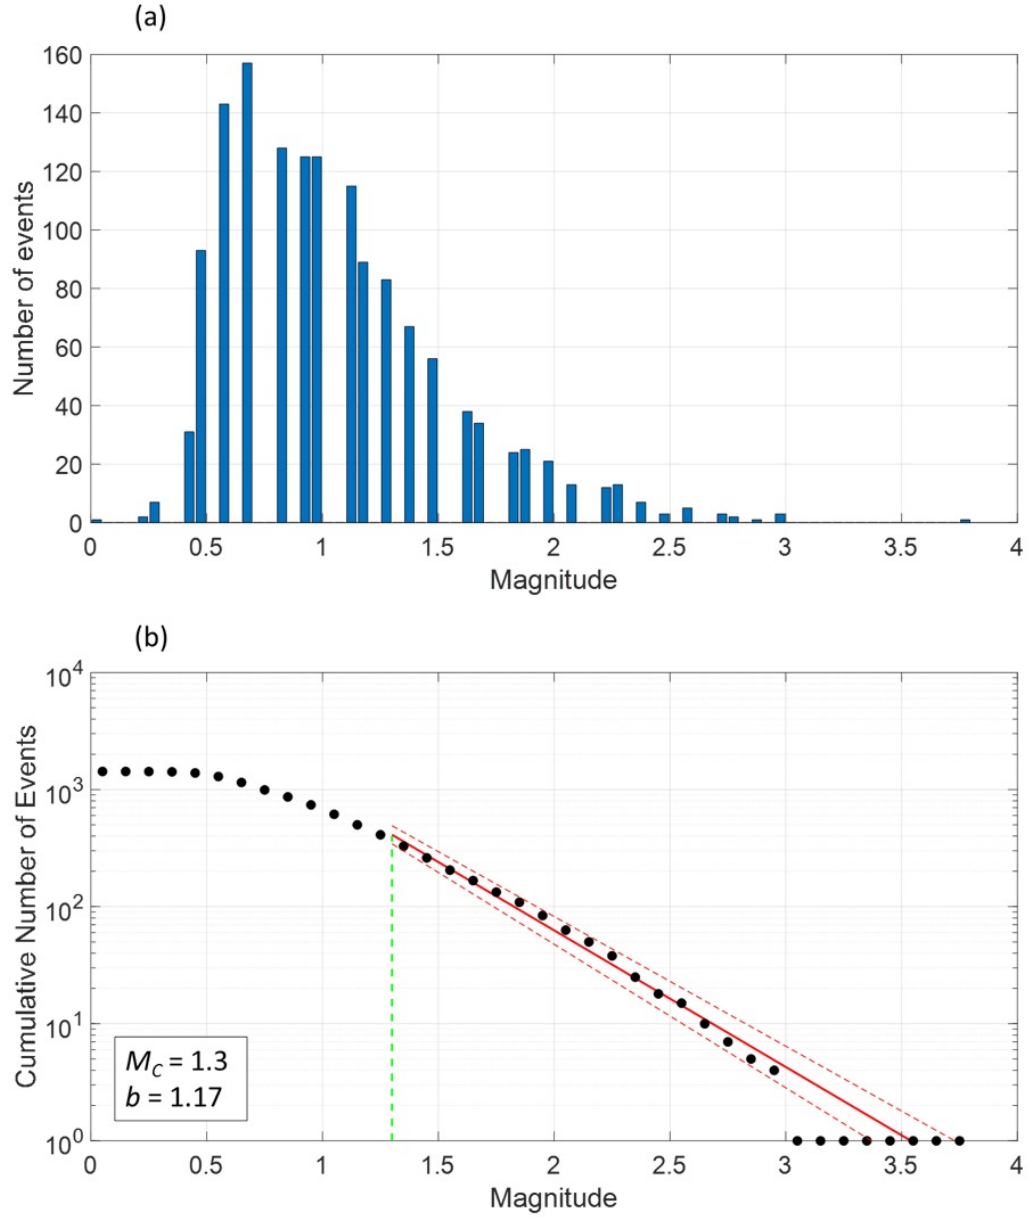 (a)
160
140
120
100
80
60
40
20
0
Number of events
0 0.5 1 1.5 2 2.5 3 3.5 4
Magnitude
(b)
10^4
10^3
10^2
10^1
10^0
Cumulative Number of Events
M_C = 1.3
b = 1.17
0 0.5 1 1.5 2 2.5 3 3.5 4
Magnitude